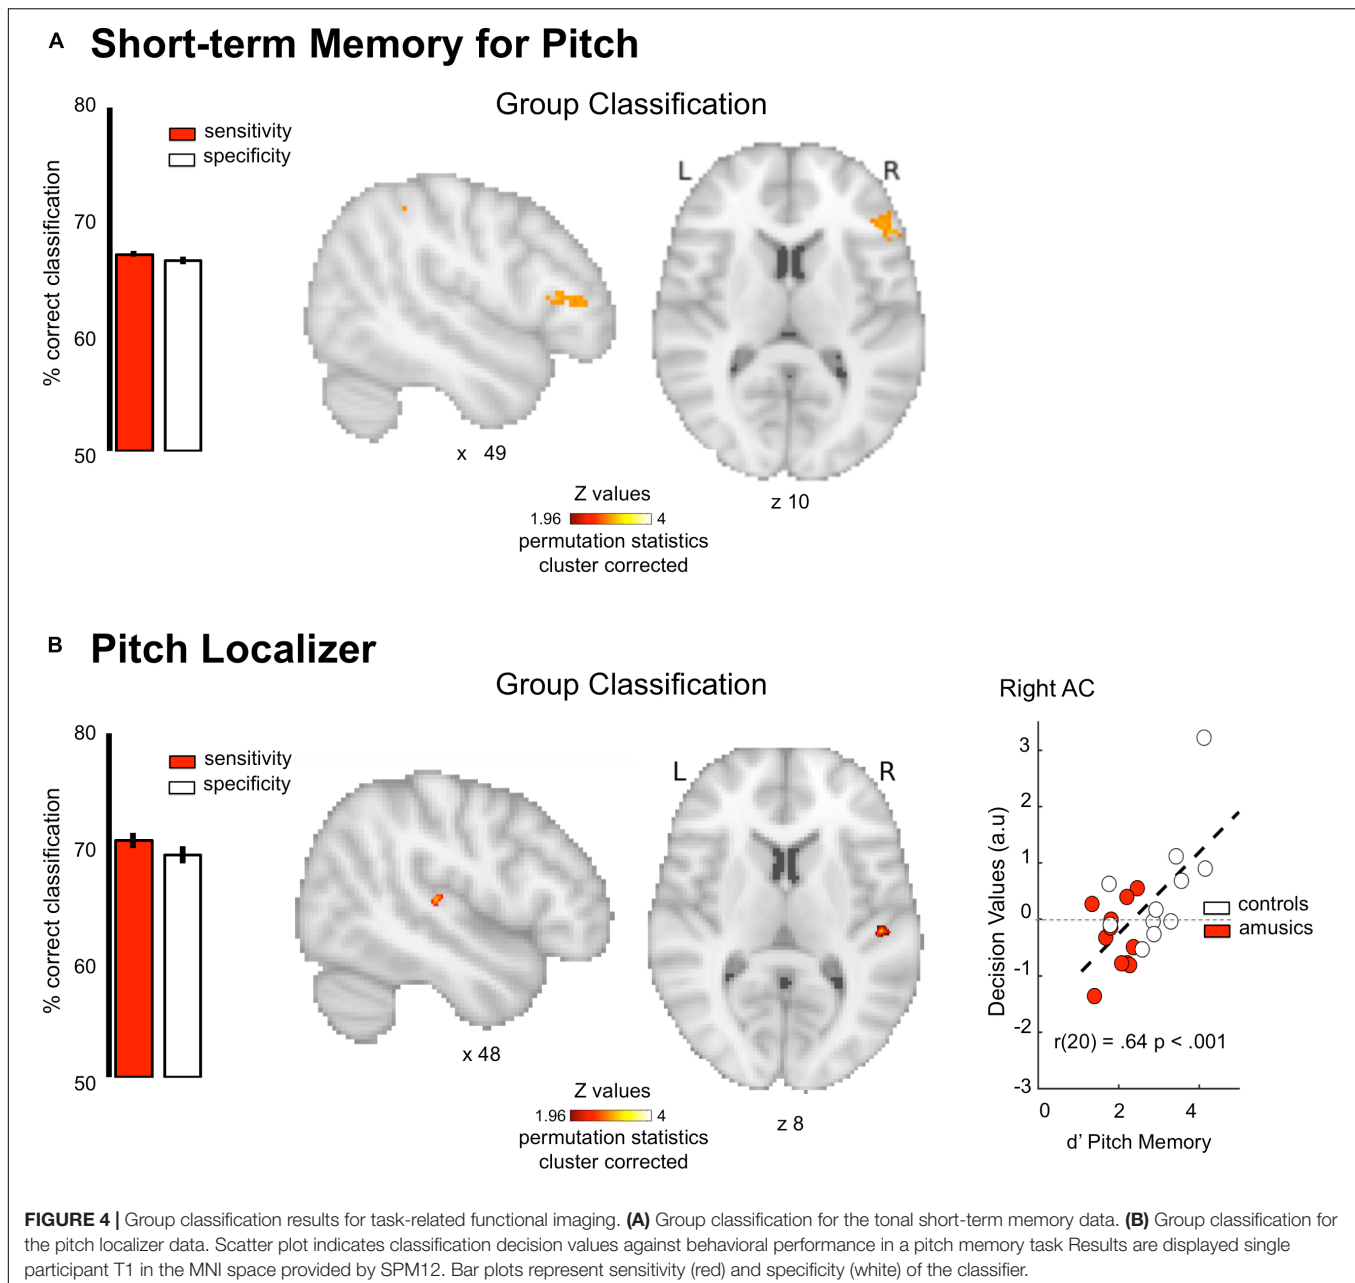 A Short-term Memory for Pitch
Group Classification
80
70
60
50
% correct classification
sensitivity
specificity
L
R
x 49
z 10
Z values
1.96
4
permutation statistics
cluster corrected
B Pitch Localizer
Group Classification
80
70
60
50
% correct classification
sensitivity
specificity
L
R
x 48
z 8
Z values
1.96
4
permutation statistics
cluster corrected
Right AC
3
2
1
0
-1
-2
-3
Decision Values (a.u)
controls
amusics
r(20) = .64 p < .001
0 2 4
d’ Pitch Memory
FIGURE 4 | Group classification results for task-related functional imaging. (A) Group classification for the tonal short-term memory data. (B) Group classification for
the pitch localizer data. Scatter plot indicates classification decision values against behavioral performance in a pitch memory task Results are displayed single
participant T1 in the MNI space provided by SPM12. Bar plots represent sensitivity (red) and specificity (white) of the classifier.